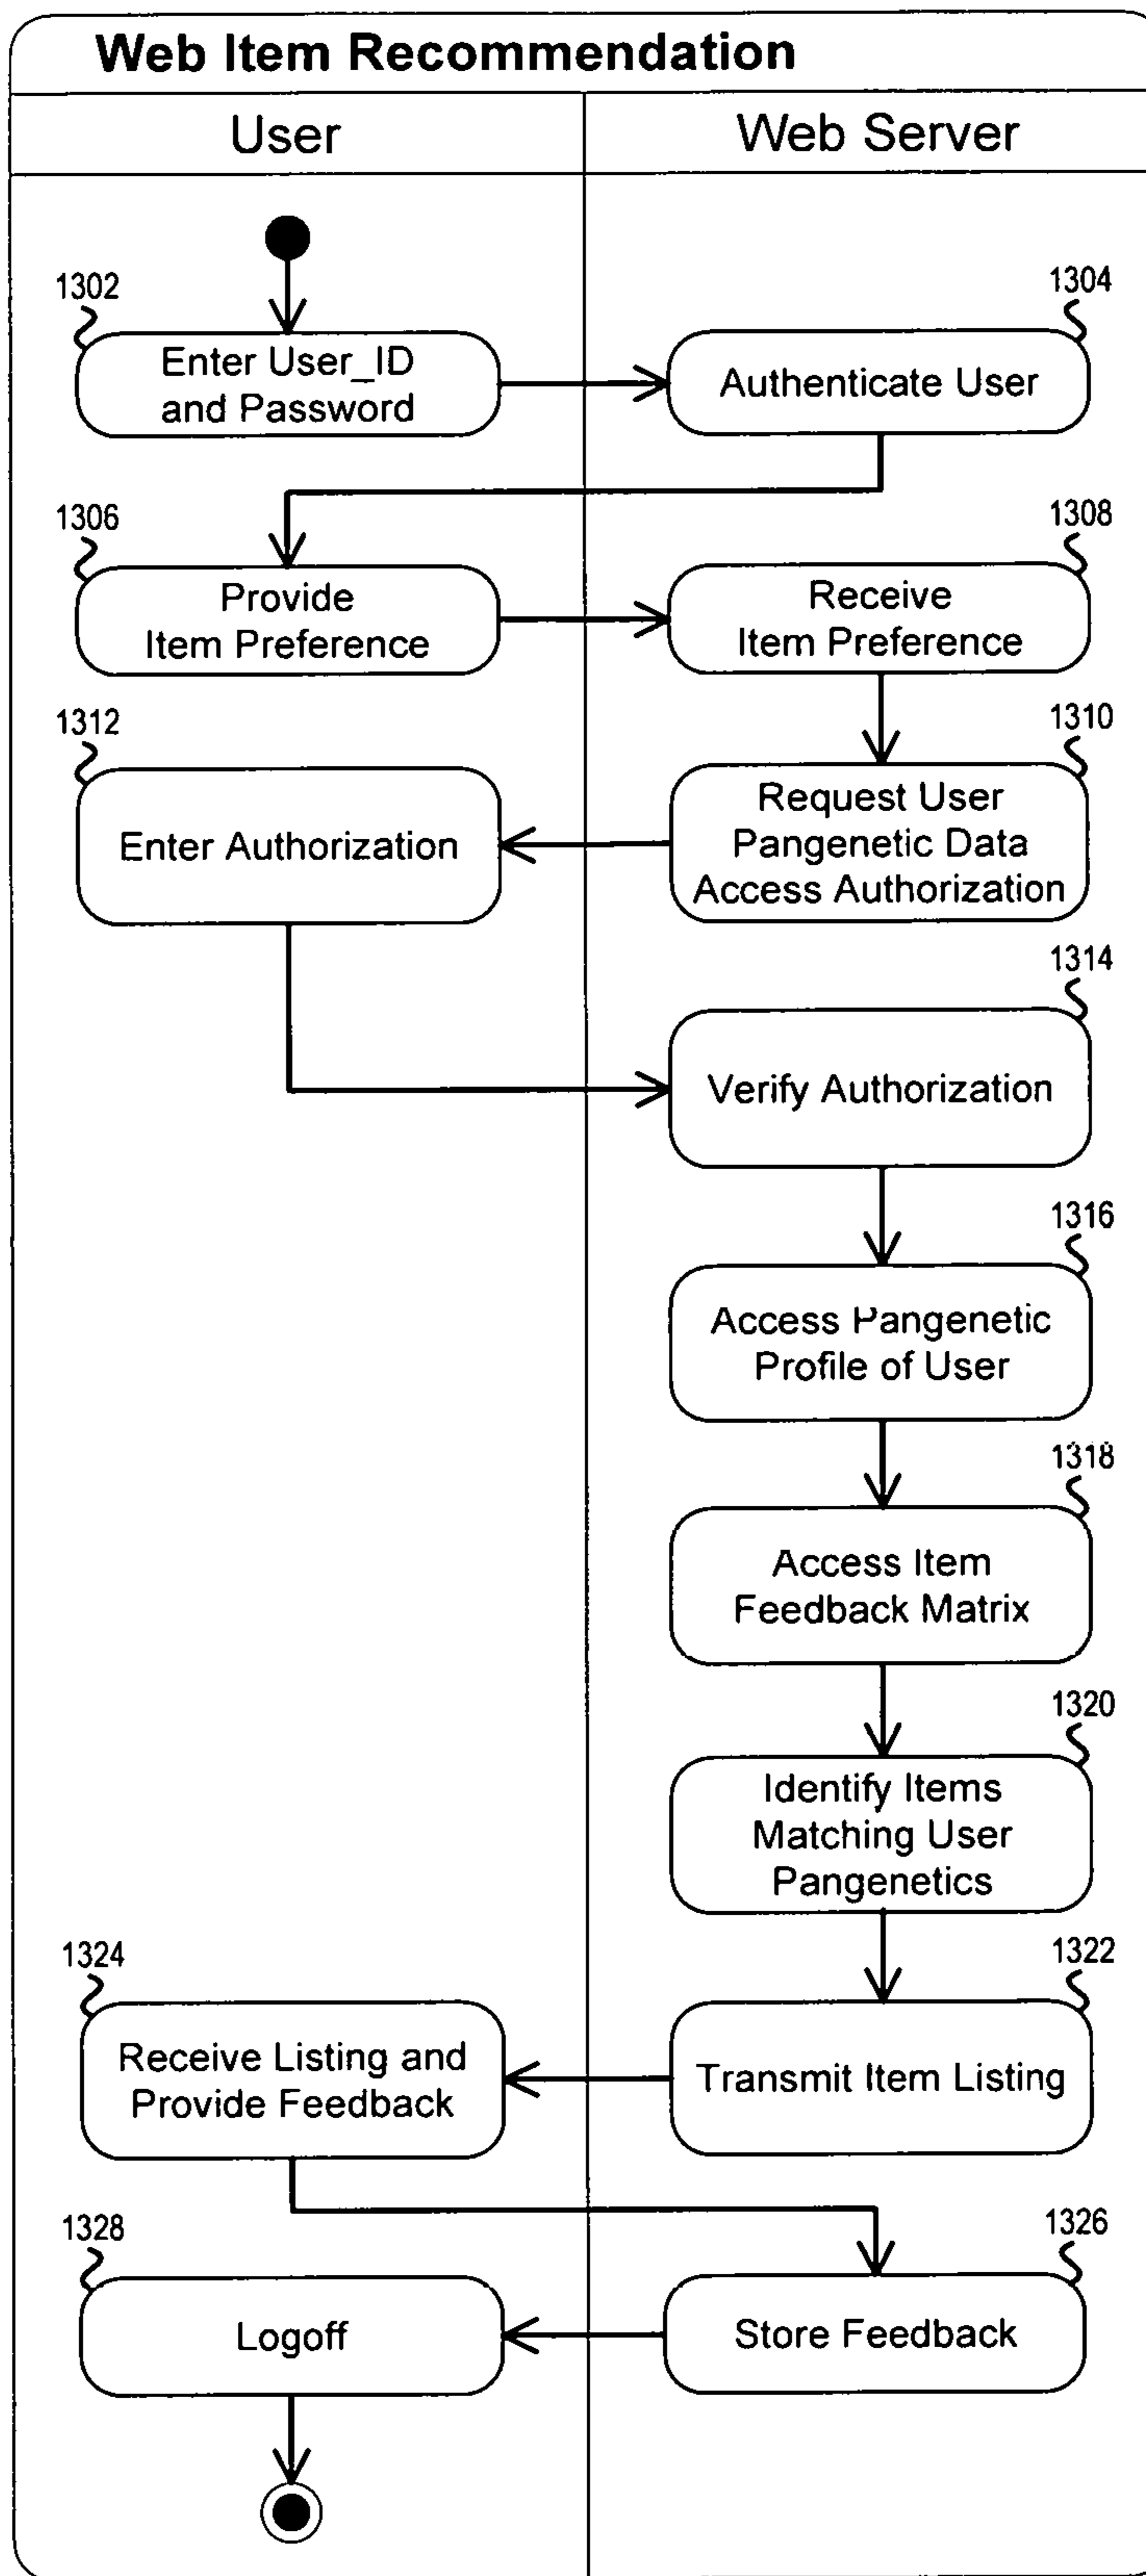 Web Item Recommendation
User
Web Server
1302
Enter User_ID
and Password
1304
Authenticate User
1306
Provide
Item Preference
1308
Receive
Item Preference
1310
Request User
Pangenetic Data
Access Authorization
1312
Enter Authorization
1314
Verify Authorization
1316
Access Pangenetic
Profile of User
1318
Access Item
Feedback Matrix
1320
Identify Items
Matching User
Pangenetics
1322
Transmit Item Listing
1324
Receive Listing and
Provide Feedback
1326
Store Feedback
1328
Logoff